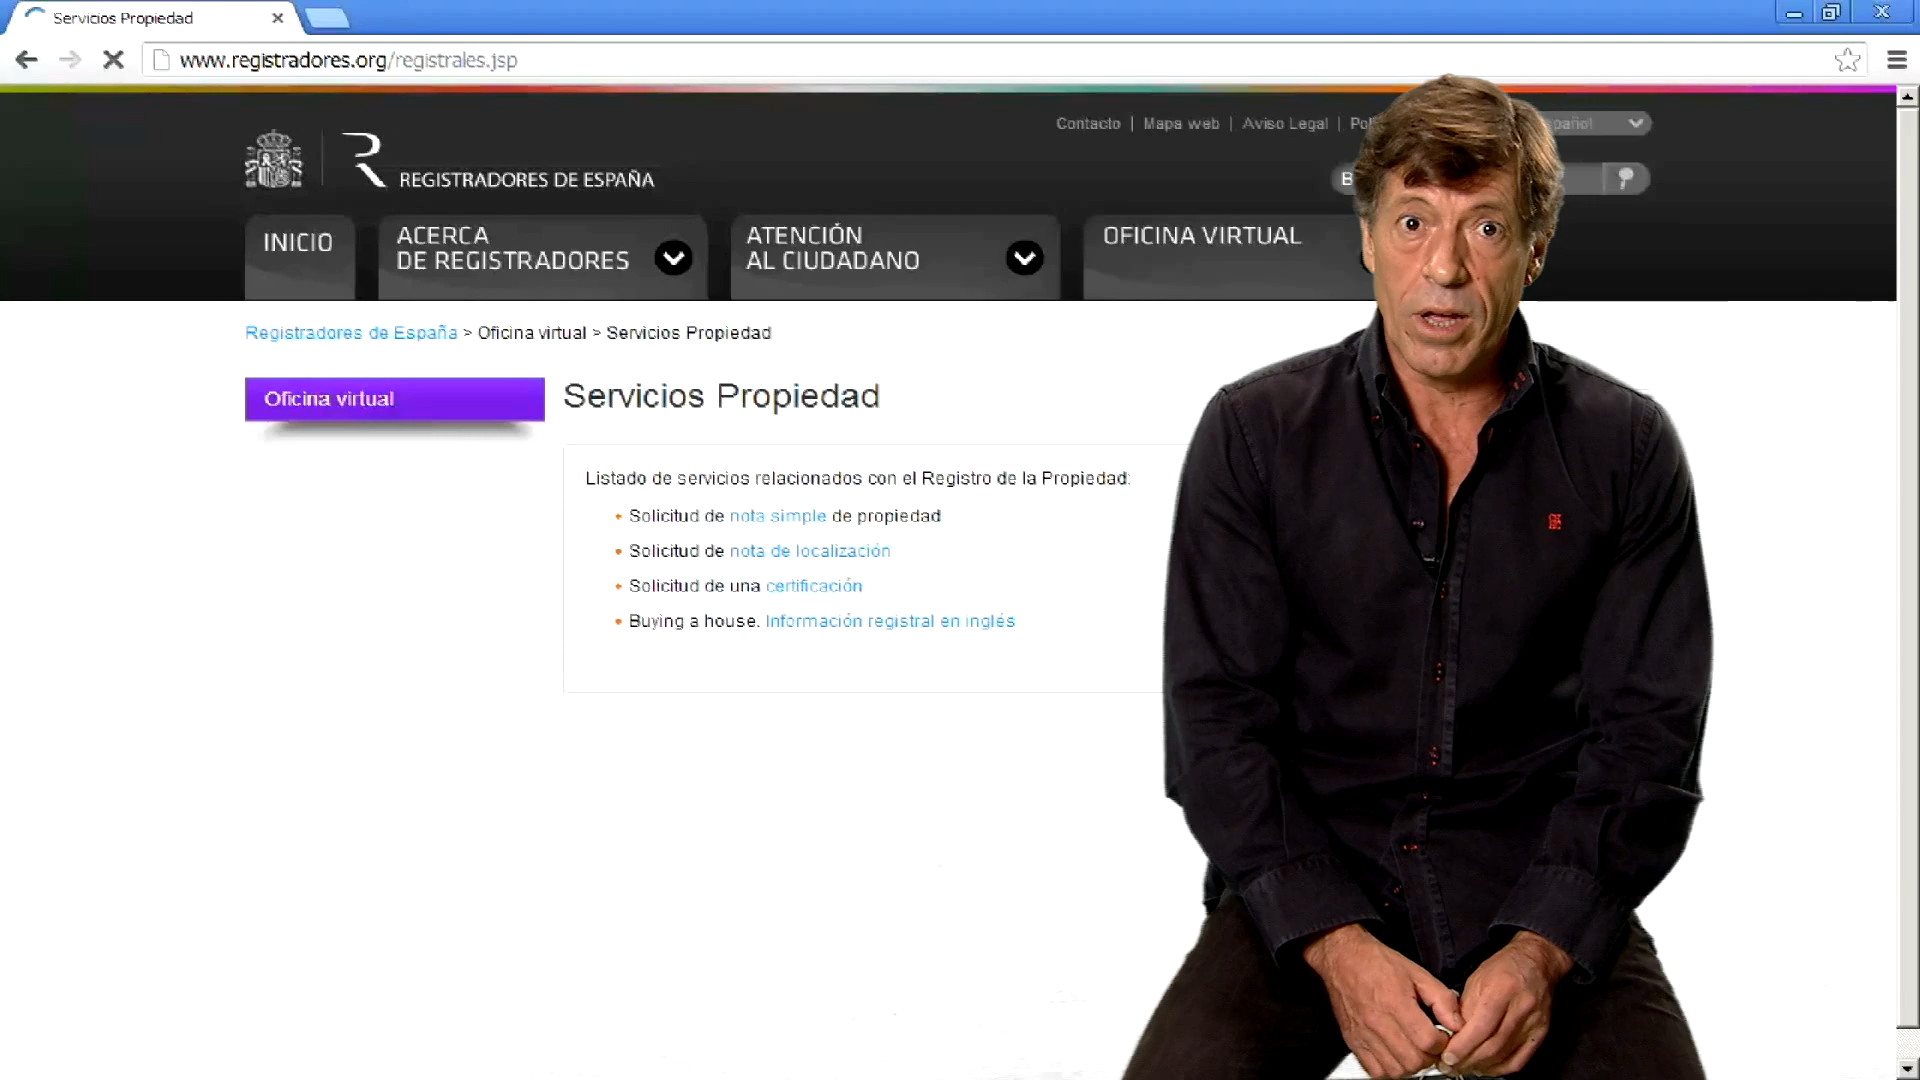 Servicios Propiedad
www.registradores.org/registrales.jsp
Contacto | Mapa web | Aviso Legal |
REGISTRADORES DE ESPAÑA
INICIO
ACERCA
DE REGISTRADORES
ATENCIÓN
AL CIUDADANO
OFICINA VIRTUAL
Registradores de España > Oficina virtual > Servicios Propiedad
Oficina virtual
Servicios Propiedad
Listado de servicios relacionados con el Registro de la Propiedad:
Solicitud de nota simple de propiedad
Solicitud de nota de localización
Solicitud de una certificación
Buying a house. Información registral en inglés